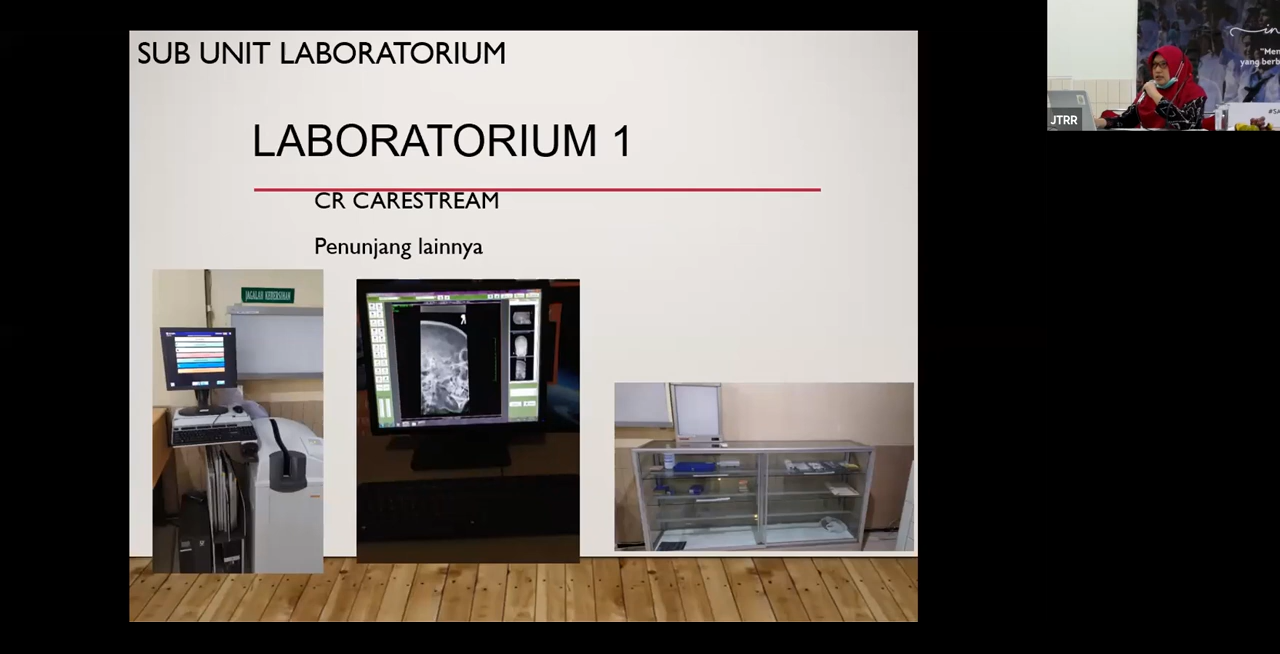 SUB UNIT LABORATORIUM
LABORATORIUM 1
CR CARESTREAM
Penunjang lainnya
JAGALAH KEBERSIHAN
JTRR